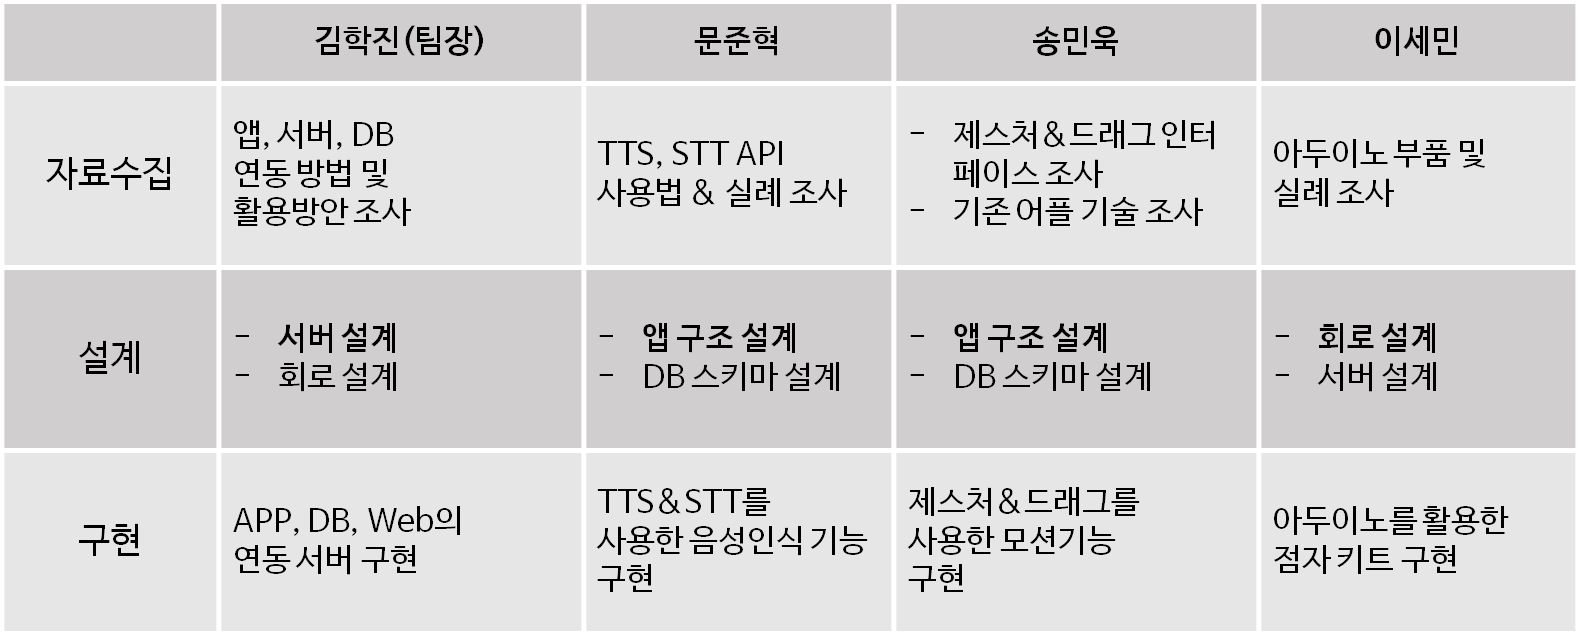 김학진(팀장)
문준혁
송민욱
이세민
자료수집
앱, 서버, DB
연동 방법 및
활용방안 조사
TTS, STT API
사용법 & 실례 조사
- 제스처&드래그 인터
페이스 조사
- 기존 어플 기술 조사
아두이노 부품 및
실례 조사
설계
- 서버 설계
- 회로 설계
- 앱 구조 설계
- DB 스키마 설계
- 앱 구조 설계
- DB 스키마 설계
- 회로 설계
- 서버 설계
구현
APP, DB, Web의
연동 서버 구현
TTS&STT를
사용한 음성인식 기능
구현
제스처&드래그를
사용한 모션기능
구현
아두이노를 활용한
점자 키트 구현